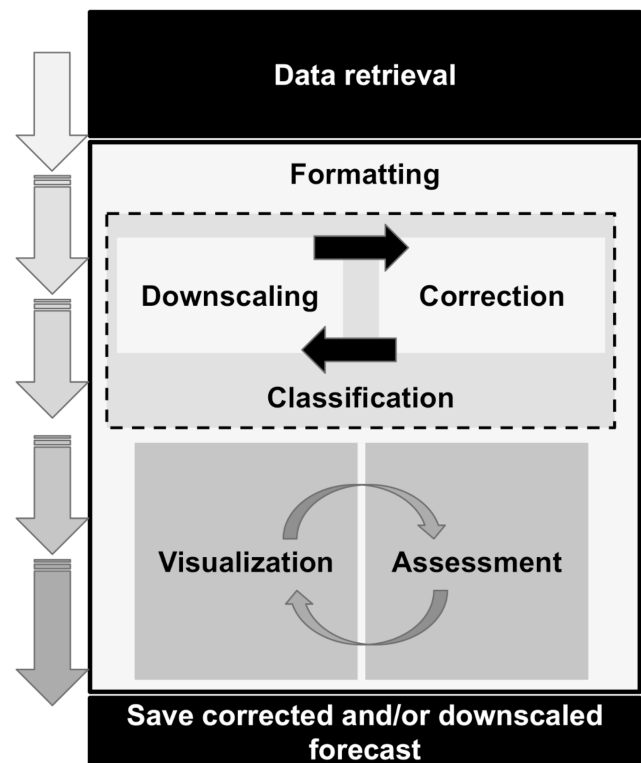 Data retrieval
Formatting
Downscaling
Correction
Classification
Visualization
Assessment
Save corrected and/or downscaled
forecast